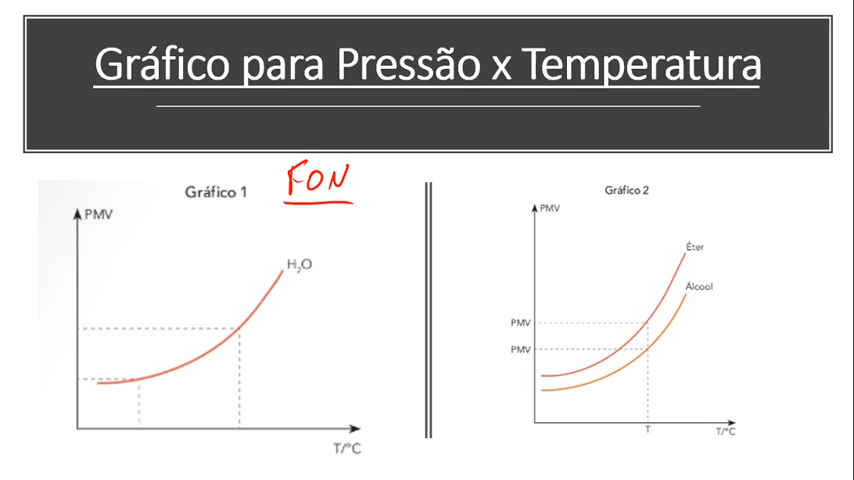 Gráfico para Pressão x Temperatura
Gráfico 1
FON
PMV
H₂O
T/°C
Gráfico 2
PMV
Éter
Álcool
PMV
PMV
T
T/°C